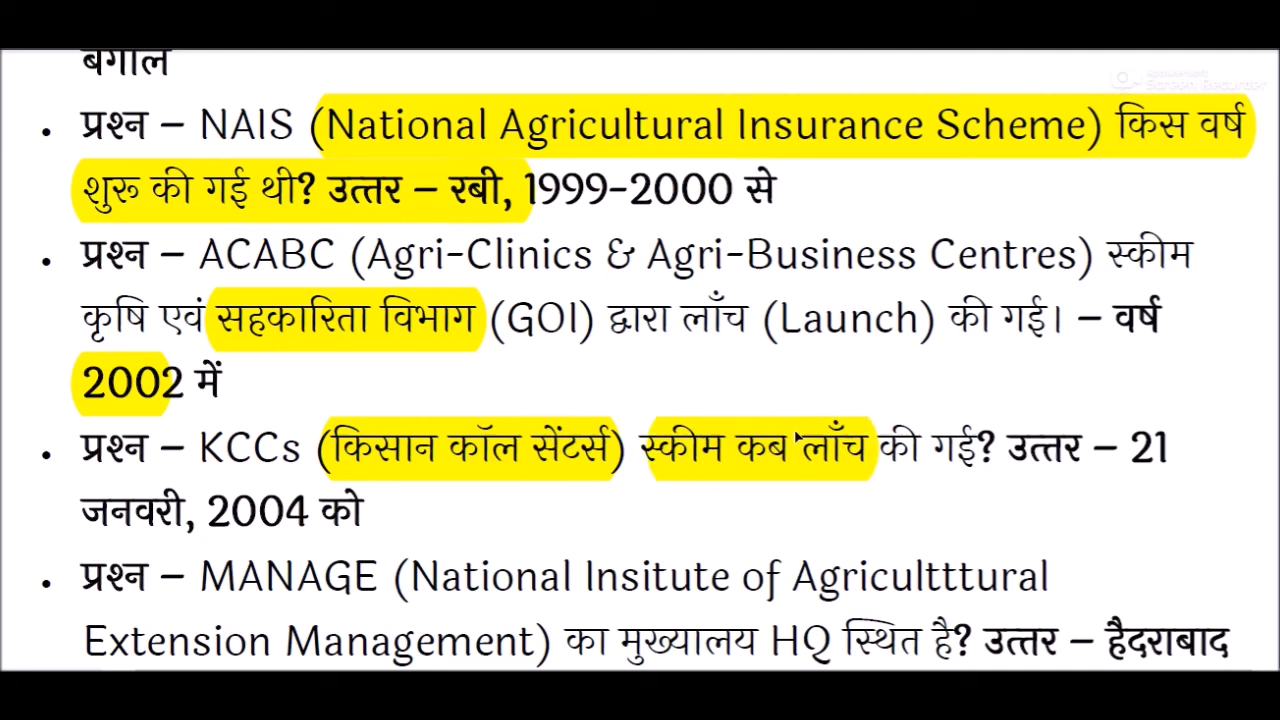 बंगाल
• प्रश्न – NAIS (National Agricultural Insurance Scheme) किस वर्ष
शुरू की गई थी? उत्तर – रबी, 1999-2000 से
• प्रश्न – ACABC (Agri-Clinics & Agri-Business Centres) स्कीम
कृषि एवं सहकारिता विभाग (GOI) द्वारा लाँच (Launch) की गई। – वर्ष
2002 में
• प्रश्न – KCCs (किसान कॉल सेंटर्स) स्कीम कब लाँच की गई? उत्तर – 21
जनवरी, 2004 को
• प्रश्न – MANAGE (National Insitute of Agricultttural
Extension Management) का मुख्यालय HQ स्थित है? उत्तर – हैदराबाद